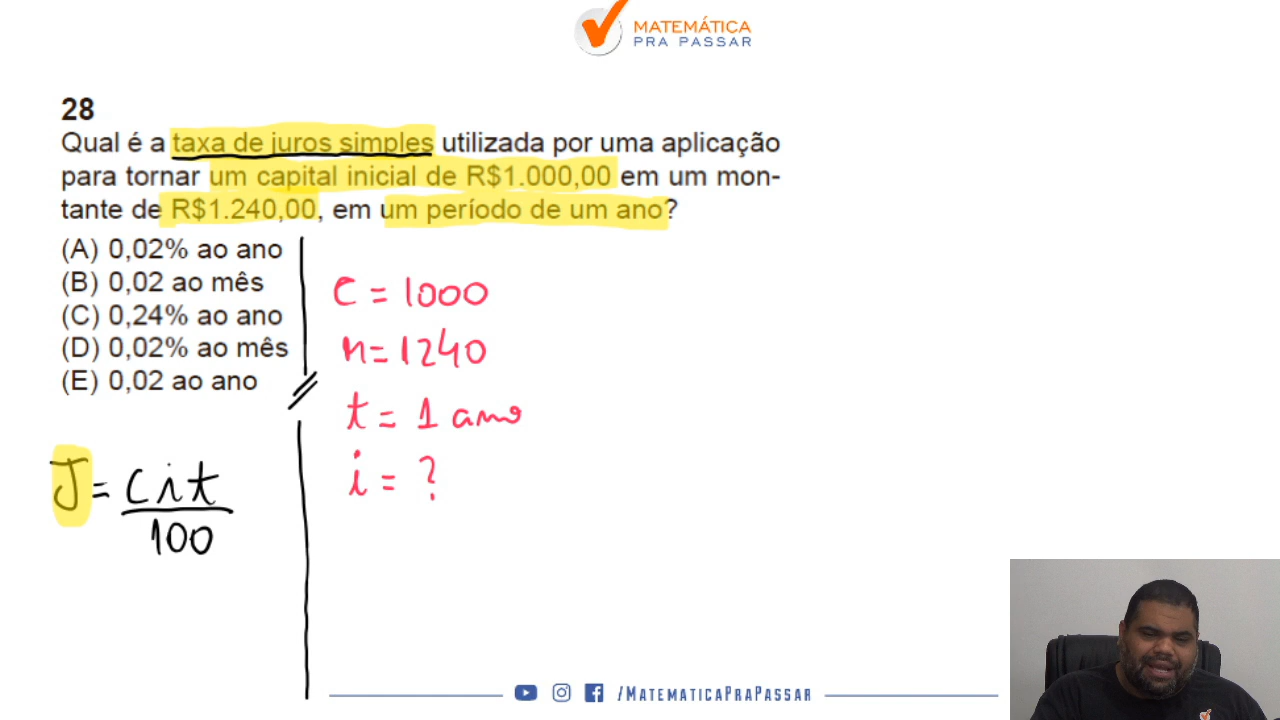 MATEMÁTICA
PRA PASSAR
28
Qual é a taxa de juros simples utilizada por uma aplicação
para tornar um capital inicial de R$1.000,00 em um mon-
tante de R$1.240,00, em um período de um ano?
(A) 0,02% ao ano
(B) 0,02 ao mês
(C) 0,24% ao ano
(D) 0,02% ao mês
(E) 0,02 ao ano
C = 1000
M = 1240
t = 1 ano
i = ?
J = cit
100
/MATEMATICAPRAPASSAR